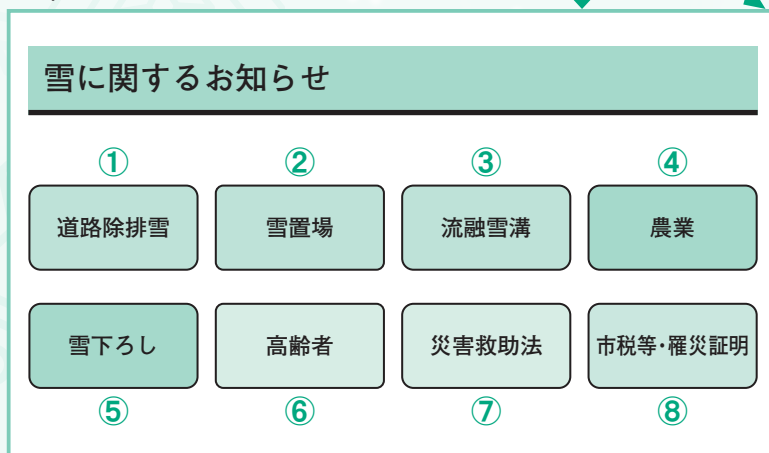 雪に関するお知らせ
① ② ③ ④
道路除排雪 雪置場 流融雪溝 農業
雪下ろし 高齢者 災害救助法 市税等・罹災証明
⑤ ⑥ ⑦ ⑧